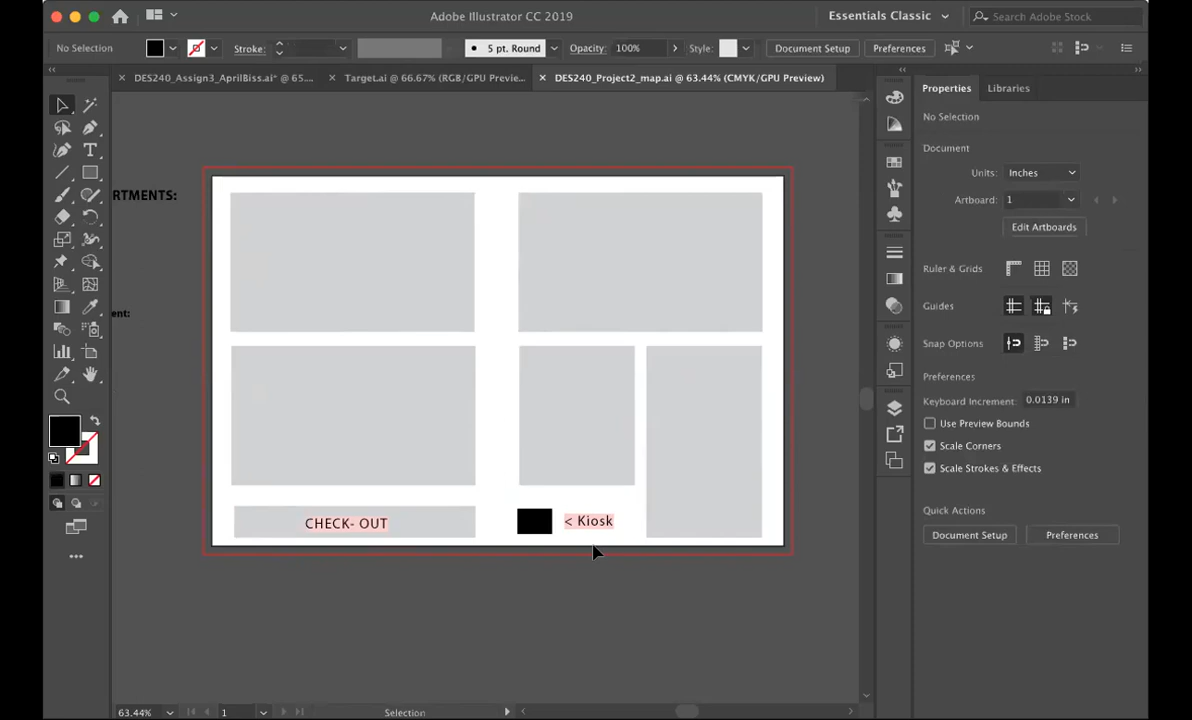 Adobe Illustrator CC 2019
Essentials Classic
Search Adobe Stock
No Selection
Stroke:
5 pt. Round
Opacity: 100%
Style:
Document Setup
Preferences
DES240_Assign3_AprilBiss.ai* @ 65....
Target.ai @ 66.67% (RGB/GPU Previe...
DES240_Project2_map.ai @ 63.44% (CMYK/GPU Preview)
Properties
Libraries
No Selection
Document
Units: Inches
Artboard: 1
Edit Artboards
Ruler & Grids
Guides
Snap Options
Preferences
Keyboard Increment: 0.0139 in
Use Preview Bounds
Scale Corners
Scale Strokes & Effects
Quick Actions
Document Setup
Preferences
RTMENTS:
ent:
CHECK- OUT
< Kiosk
63.44%
1
Selection